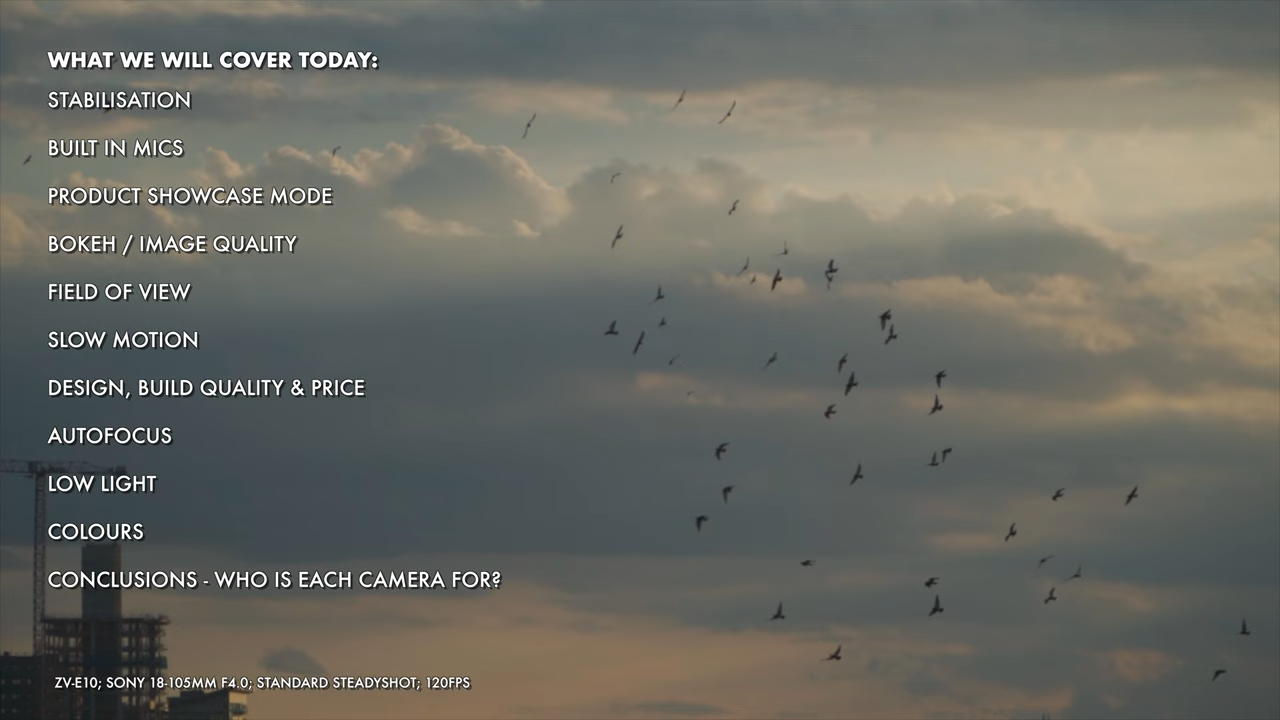 WHAT WE WILL COVER TODAY:
STABILISATION
BUILT IN MICS
PRODUCT SHOWCASE MODE
BOKEH / IMAGE QUALITY
FIELD OF VIEW
SLOW MOTION
DESIGN, BUILD QUALITY & PRICE
AUTOFOCUS
LOW LIGHT
COLOURS
CONCLUSIONS - WHO IS EACH CAMERA FOR?
ZV-E10; SONY 18-105MM F4.0; STANDARD STEADYSHOT; 120FPS